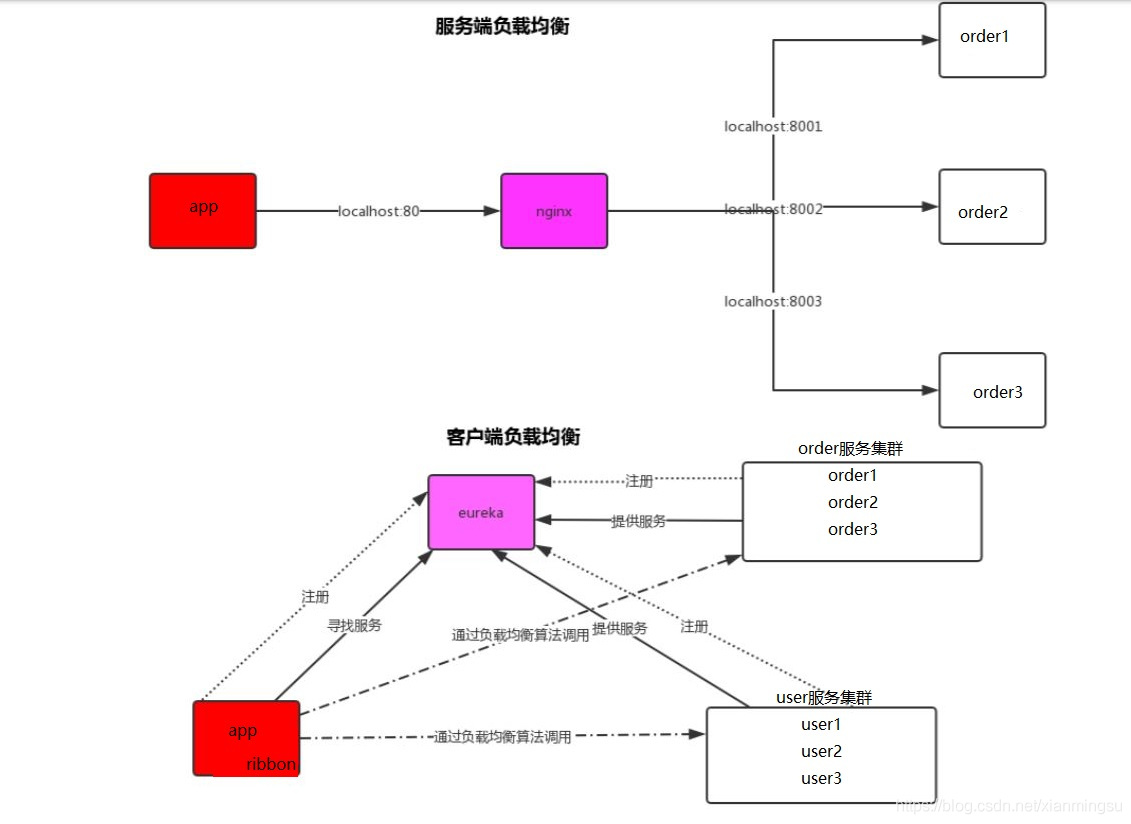 服务端负载均衡
order1
localhost:8001
app
localhost:80
nginx
localhost:8002
order2
localhost:8003
order3
客户端负载均衡
order服务集群
eureka
注册
order1
order2
提供服务
order3
注册
寻找服务
通过负载均衡算法调用
提供服务
注册
user服务集群
app
ribbon
通过负载均衡算法调用
user1
user2
user3
https://blog.csdn.net/xianmingsu